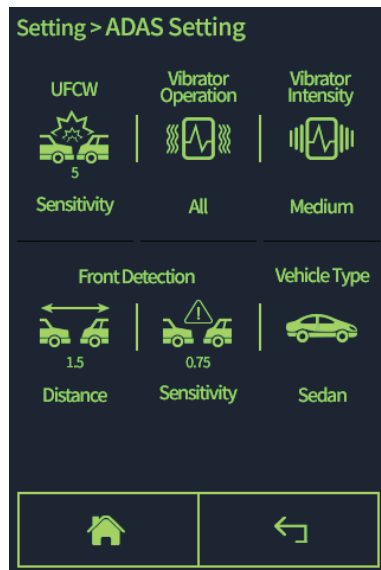 Setting > ADAS Setting
UFCW
Vibrator
Operation
Vibrator
Intensity
5
Sensitivity
All
Medium
Front Detection
Vehicle Type
1.5
0.75
Distance
Sensitivity
Sedan